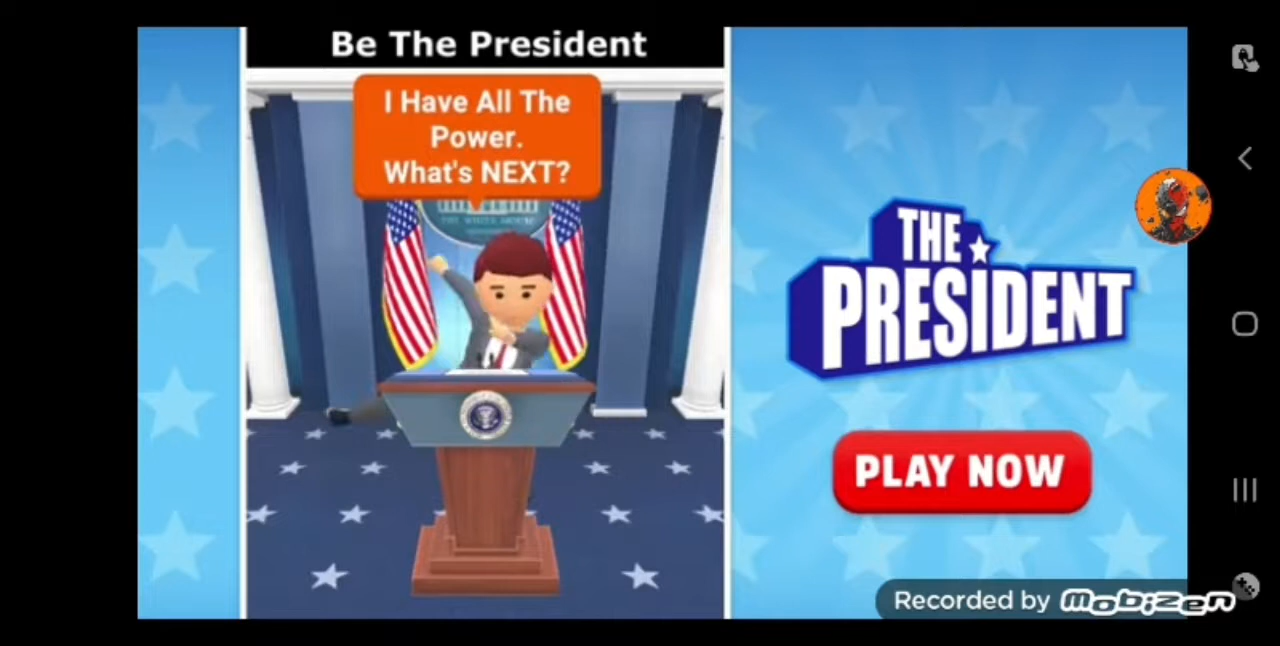 Be The President
I Have All The
Power.
What's NEXT?
THE WHITE HOUSE
THE
PRESIDENT
PLAY NOW
Recorded by Mobizen